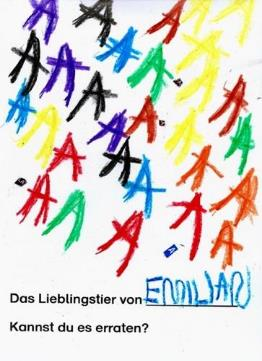 Das Lieblingstier von EMILIAN
Kannst du es erraten?